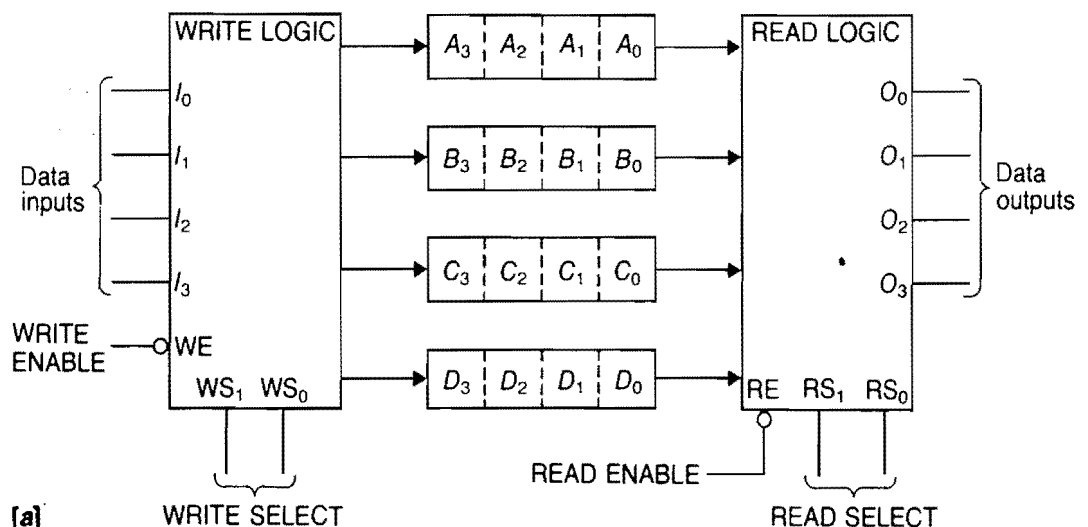 WRITE LOGIC
A₃ A₂ A₁ A₀
READ LOGIC
I₀
O₀
I₁
B₃ B₂ B₁ B₀
O₁
Data
inputs
Data
outputs
I₂
O₂
I₃
C₃ C₂ C₁ C₀
O₃
WRITE
ENABLE
WE
D₃ D₂ D₁ D₀
WS₁ WS₀
RE RS₁ RS₀
READ ENABLE
[a]
WRITE SELECT
READ SELECT